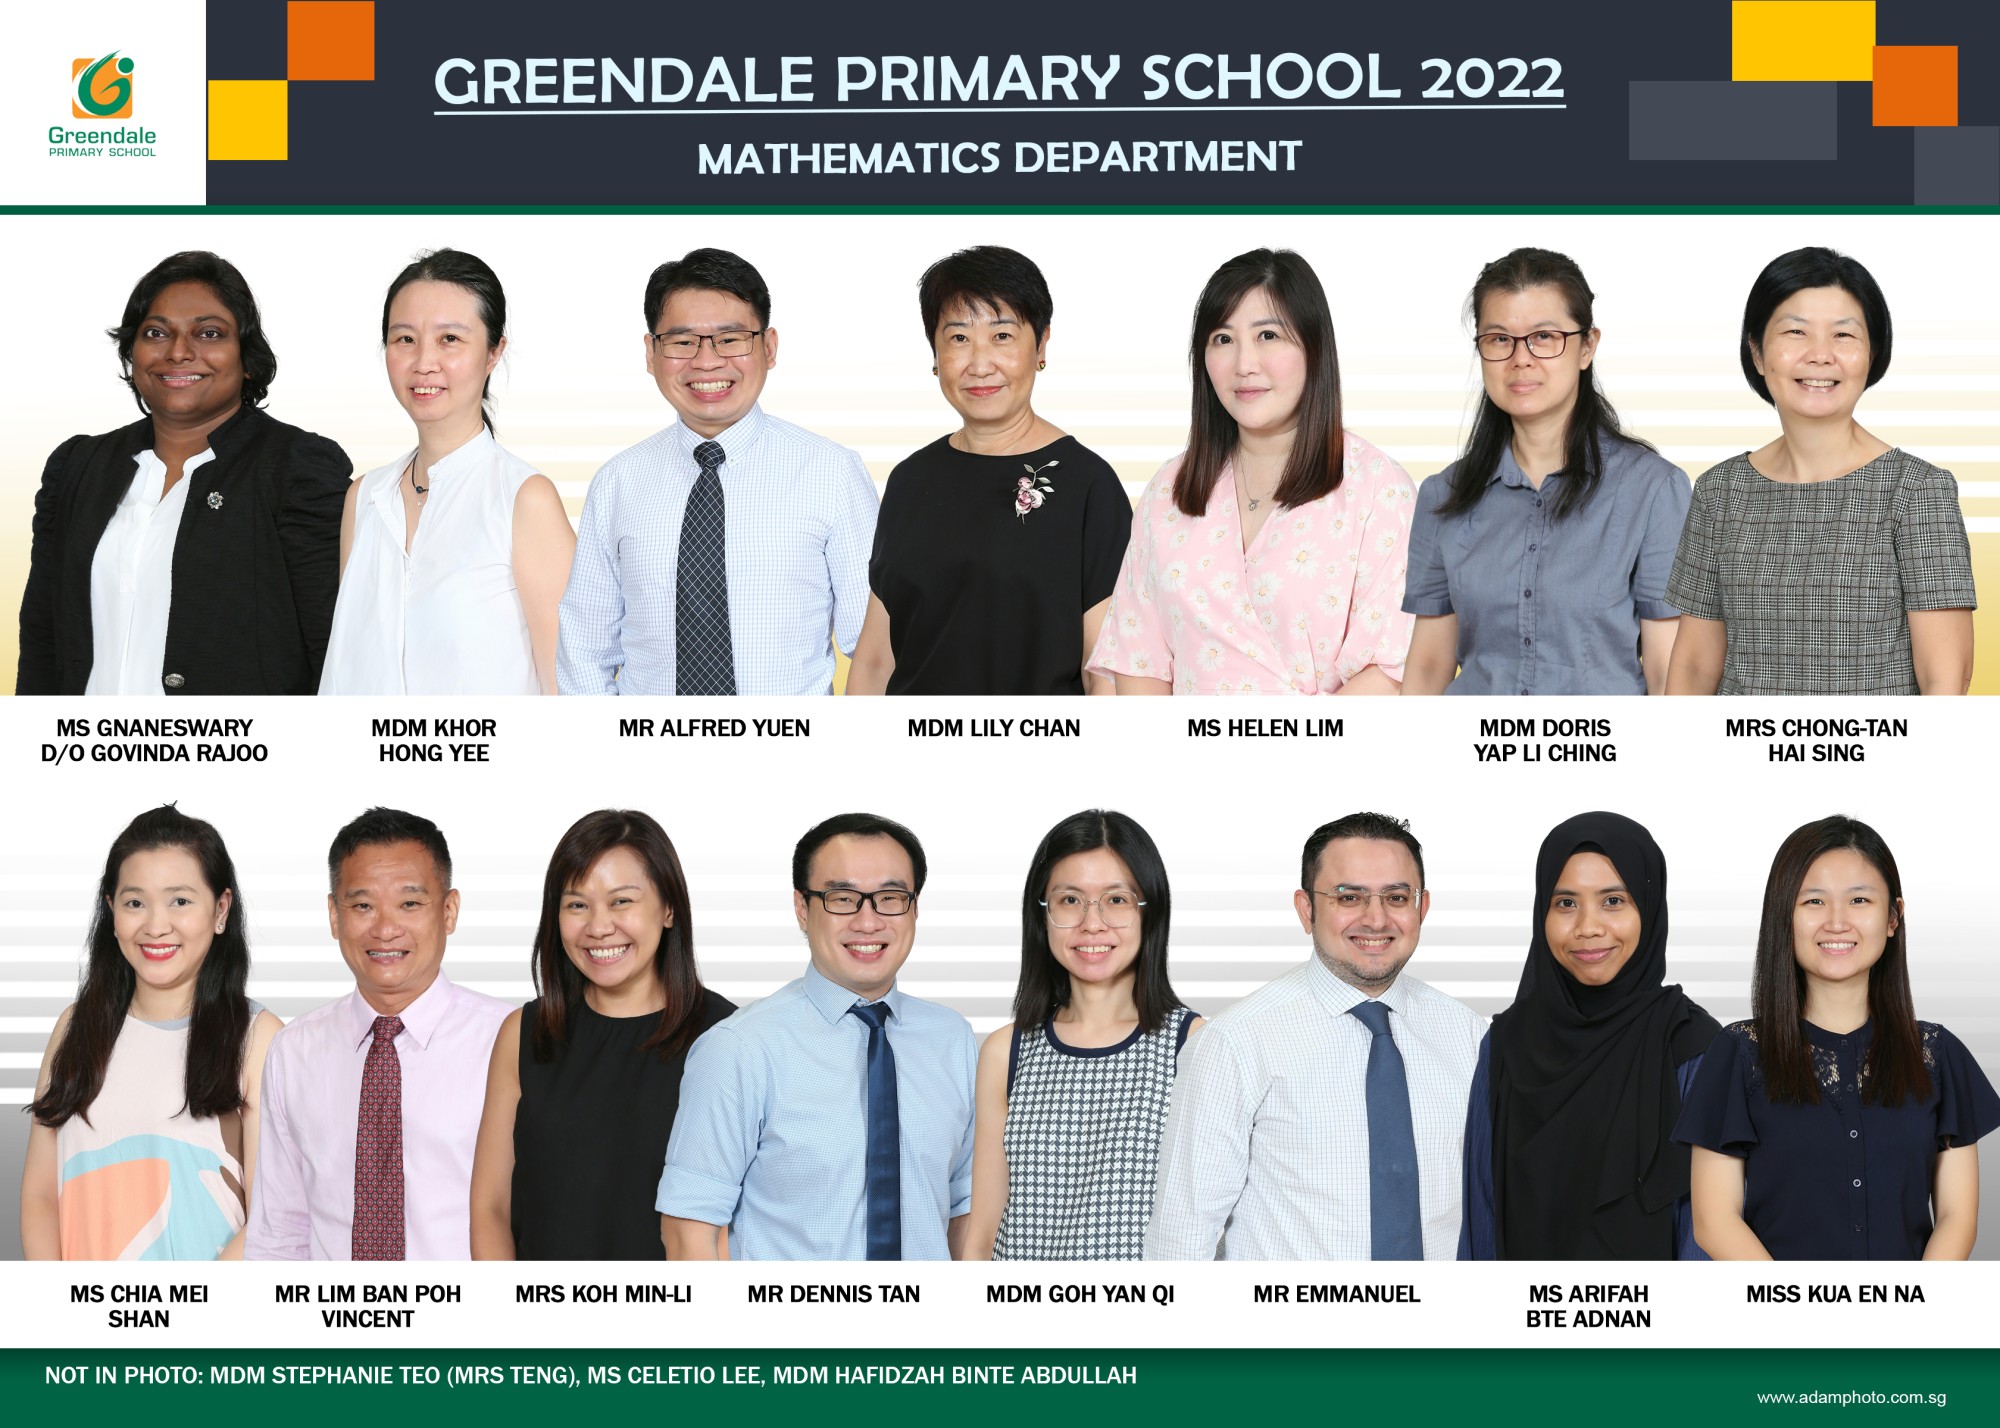 Greendale
PRIMARY SCHOOL
GREENDALE PRIMARY SCHOOL 2022
MATHEMATICS DEPARTMENT
MS GNANESWARY
D/O GOVINDA RAJOO
MDM KHOR
HONG YEE
MR ALFRED YUEN
MDM LILY CHAN
MS HELEN LIM
MDM DORIS
YAP LI CHING
MRS CHONG-TAN
HAI SING
MS CHIA MEI
SHAN
MR LIM BAN POH
VINCENT
MRS KOH MIN-LI
MR DENNIS TAN
MDM GOH YAN QI
MR EMMANUEL
MS ARIFAH
BTE ADNAN
MISS KUA EN NA
NOT IN PHOTO: MDM STEPHANIE TEO (MRS TENG), MS CELETIO LEE, MDM HAFIDZAH BINTE ABDULLAH
www.adamphoto.com.sg